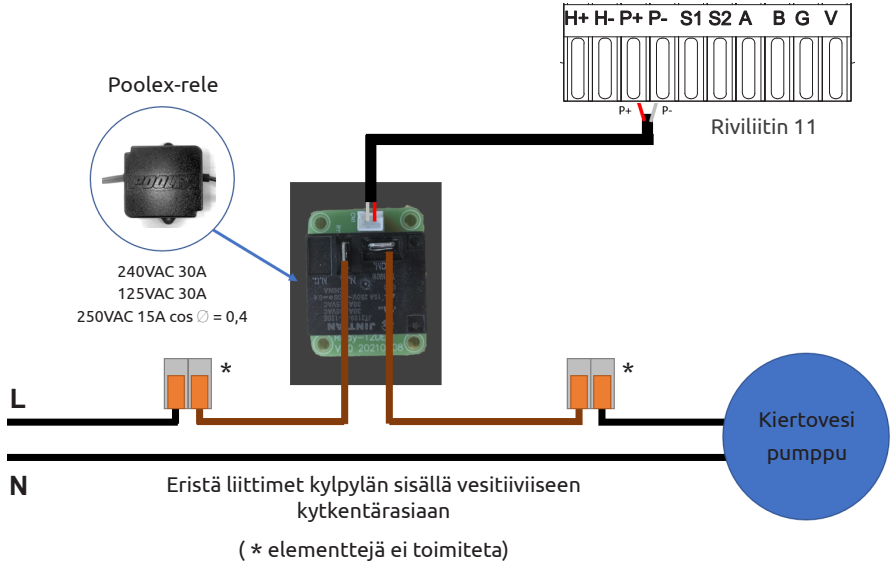 H+ H- P+ P- S1 S2 A B G V
P+ P-
Riviliitin 11
Poolex-rele
POOLEX
240VAC 30A
125VAC 30A
250VAC 15A cos ∅ = 0,4
JINTIAN
* *
L
N
Kiertovesi
pumppu
Eristä liittimet kylpylän sisällä vesitiiviiseen
kytkentärasiaan
( * elementtejä ei toimiteta)